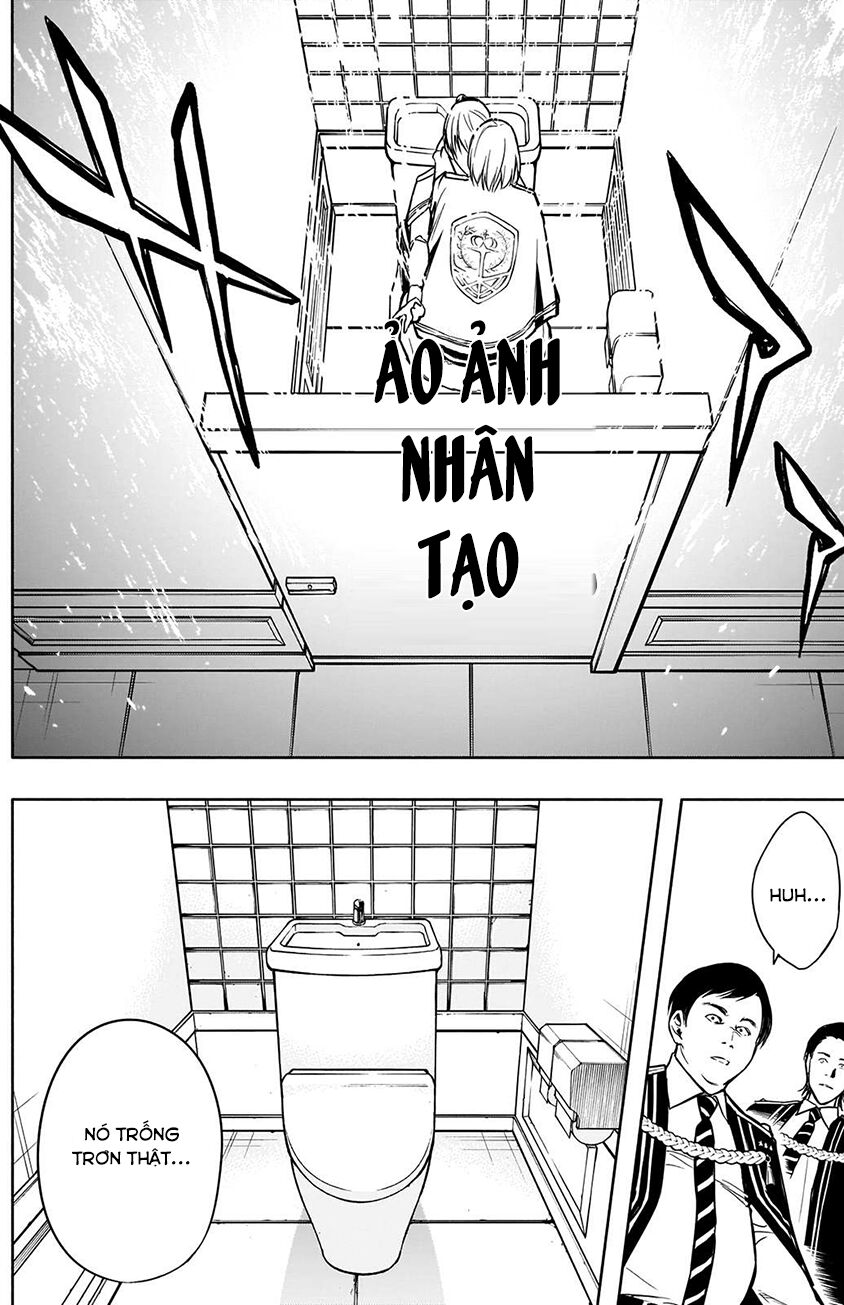 ẢO ẢNH
NHÂN
TẠO
HUH...
NÓ TRỐNG
TRƠN THẬT...